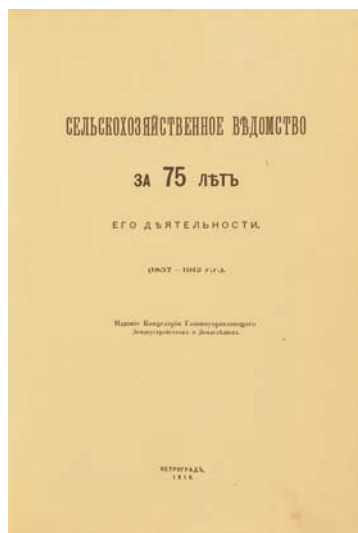 СЕЛЬСКОХОЗЯЙСТВЕННОЕ ВѢДОМСТВО
ЗА 75 ЛѢТЪ
ЕГО ДѢЯТЕЛЬНОСТИ.
(1837 – 1912 г.г.).
Изданіе Канцеляріи Главноуправляющаго
Землеустройствомъ и Земледѣліемъ.
ПЕТРОГРАДЪ,
1914.